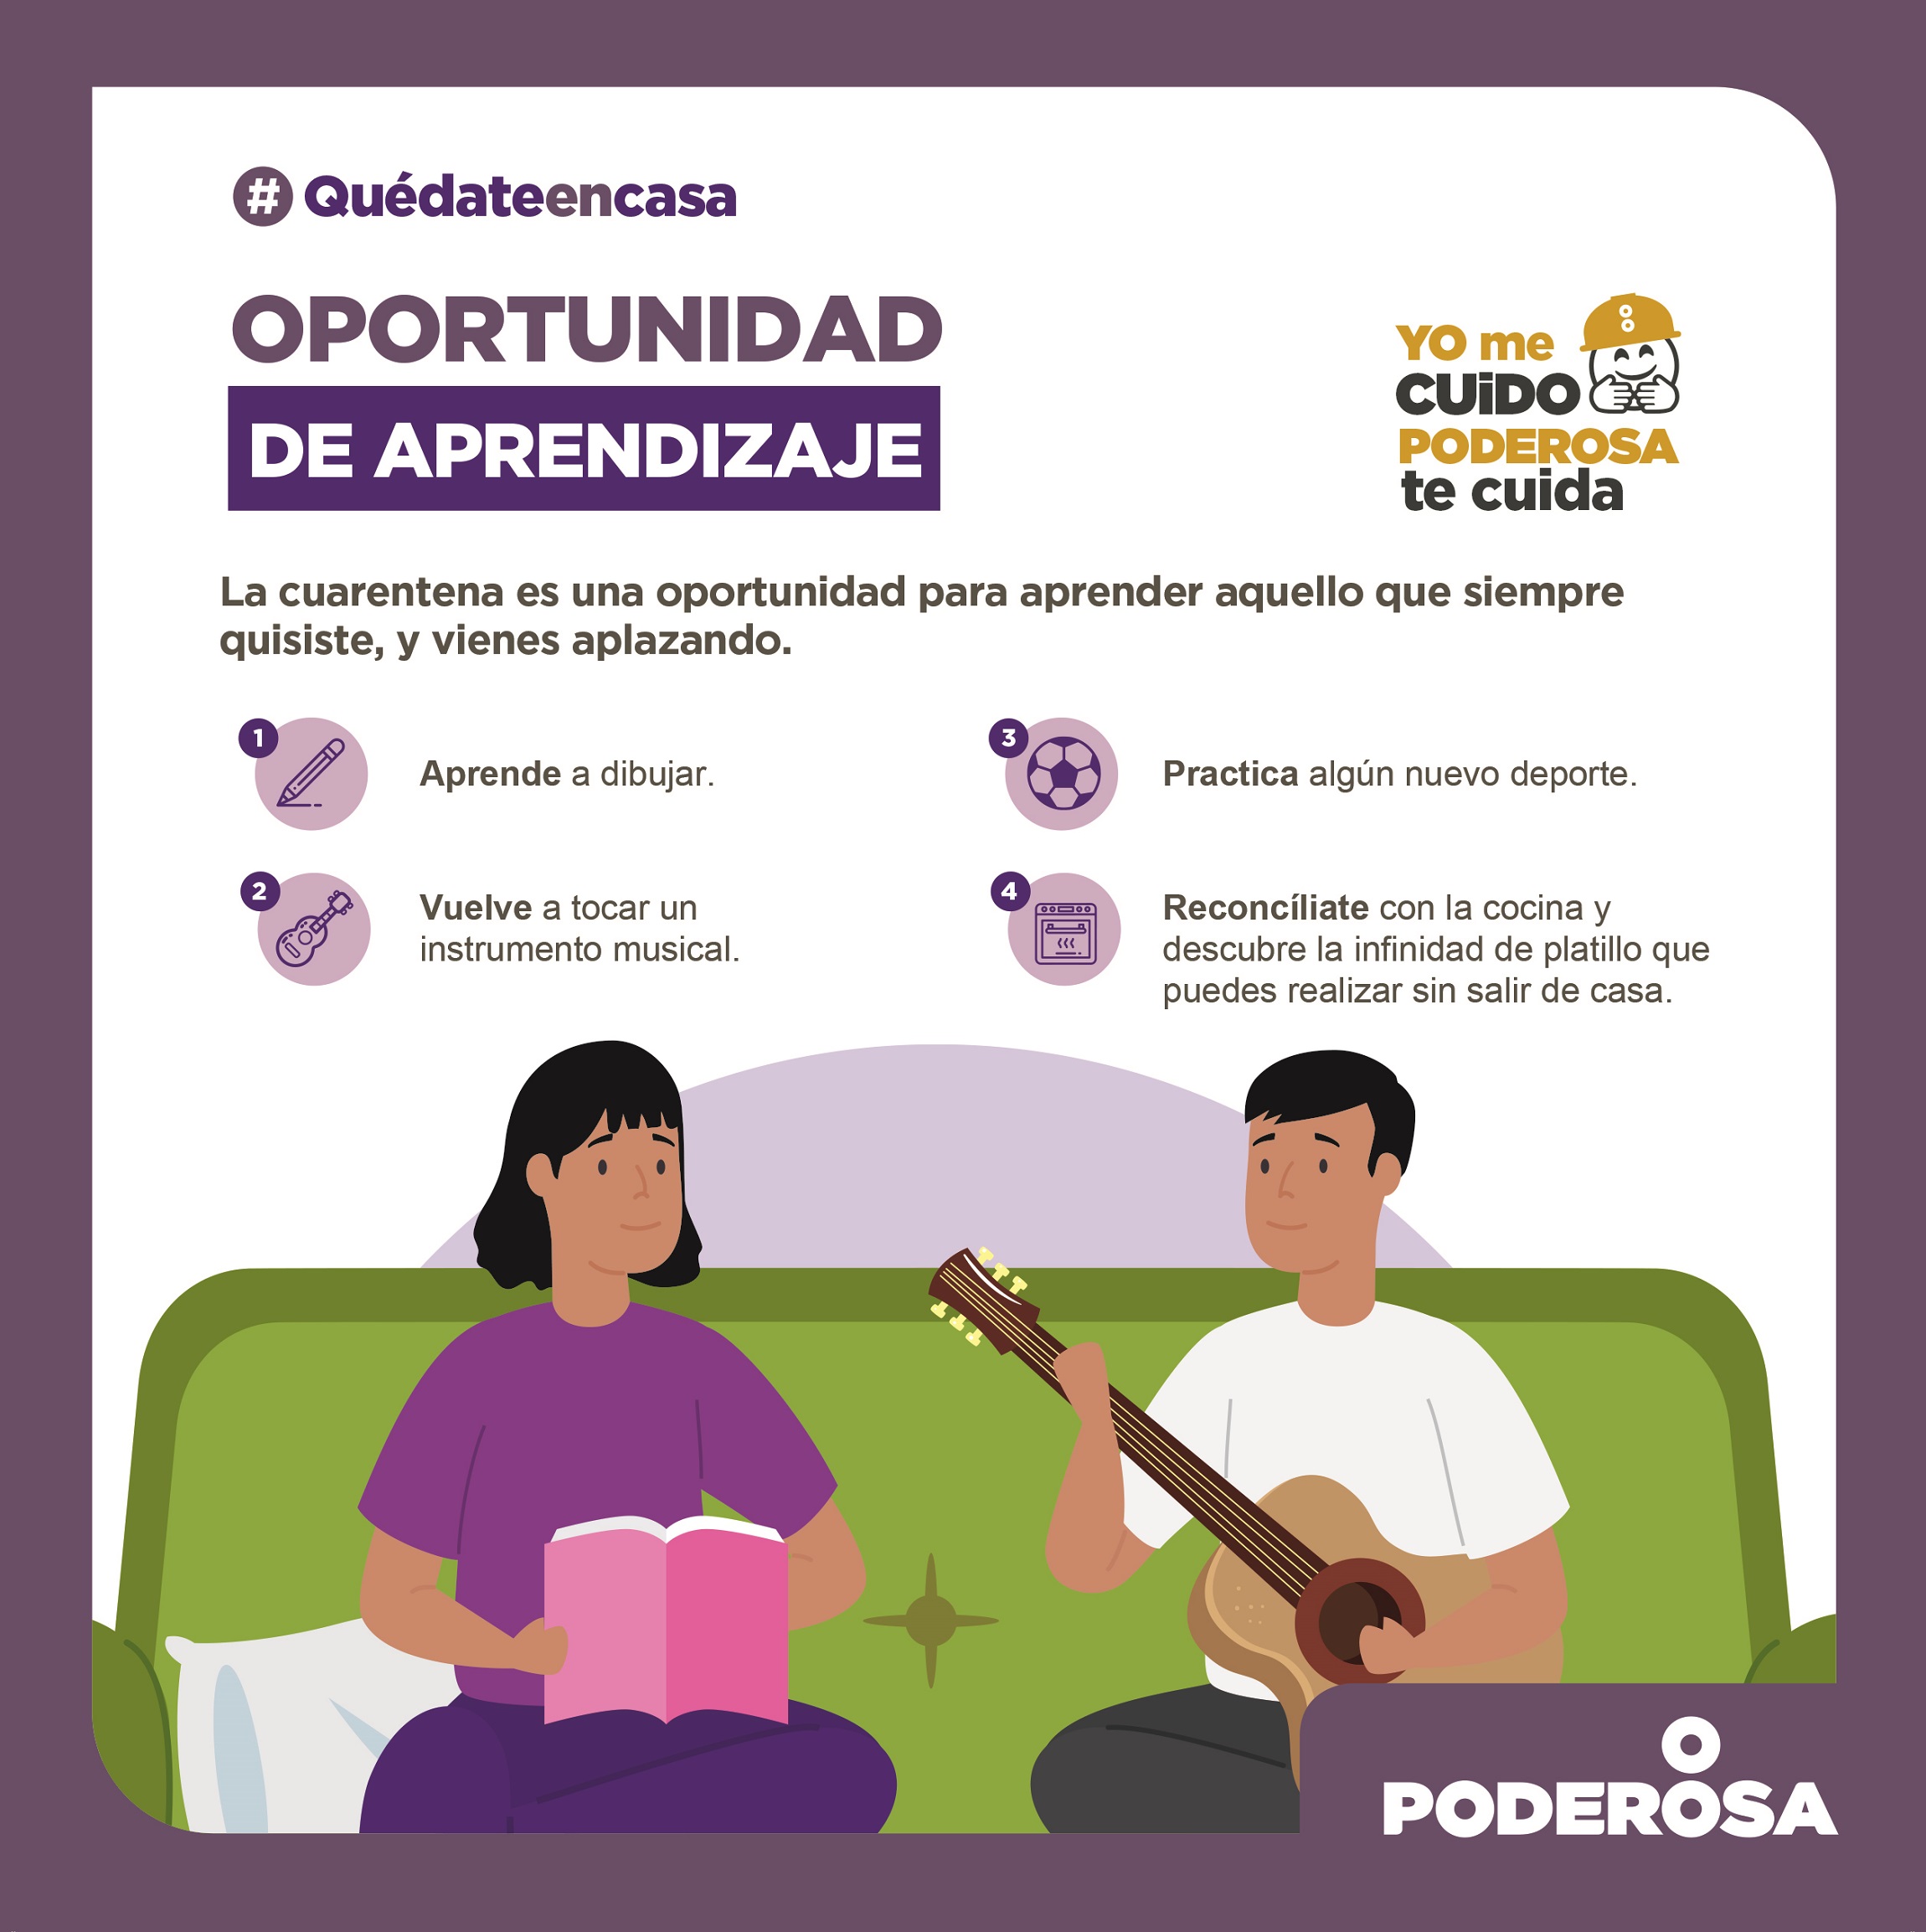 # Quédateencasa
OPORTUNIDAD
DE APRENDIZAJE
YO me
CUiDO
PODEROSA
te cuida
La cuarentena es una oportunidad para aprender aquello que siempre
quisiste, y vienes aplazando.
1
Aprende a dibujar.
2
Vuelve a tocar un
instrumento musical.
3
Practica algún nuevo deporte.
4
Reconcíliate con la cocina y
descubre la infinidad de platillo que
puedes realizar sin salir de casa.
PODEROSA